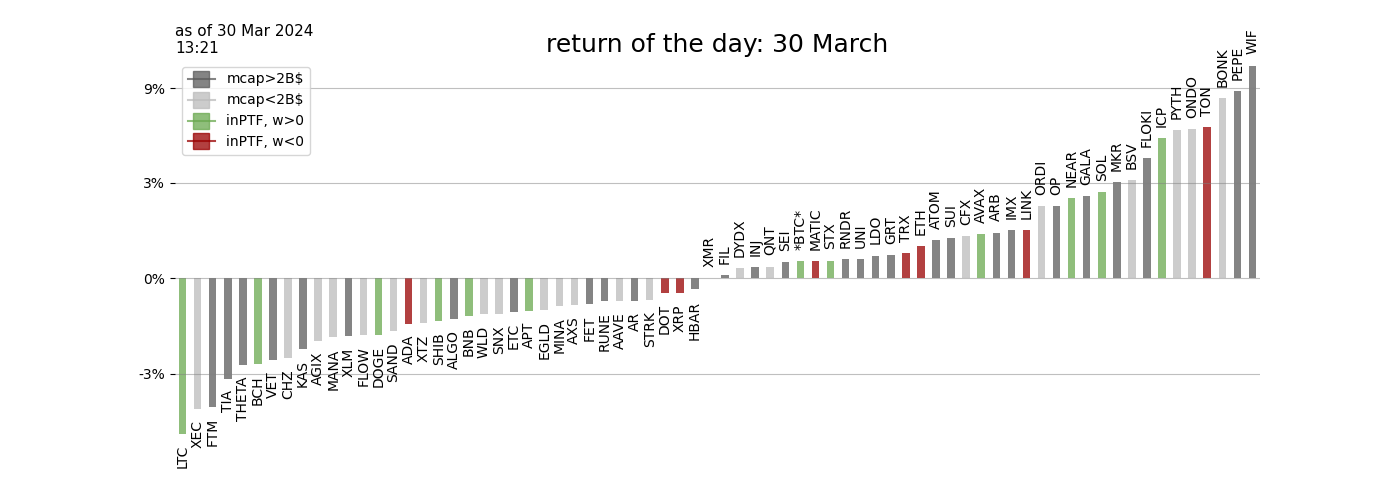 as of 30 Mar 2024
13:21
return of the day: 30 March
mcap>2B$
mcap<2B$
inPTF, w>0
inPTF, w<0
9%
3%
0%
-3%
LTC
XEC
FTM
TIA
THETA
BCH
VET
CHZ
KAS
AGIX
MANA
XLM
FLOW
DOGE
SAND
ADA
XTZ
SHIB
ALGO
BNB
WLD
SNX
ETC
APT
EGLD
MINA
AXS
FET
RUNE
AAVE
AR
STRK
DOT
XRP
HBAR
XMR
FIL
DYDX
INJ
QNT
SEI
*BTC*
MATIC
STX
RNDR
UNI
LDO
GRT
TRX
ETH
ATOM
SUI
CFX
AVAX
ARB
IMX
LINK
ORDI
OP
NEAR
GALA
SOL
MKR
BSV
FLOKI
ICP
PYTH
ONDO
TON
BONK
PEPE
WIF